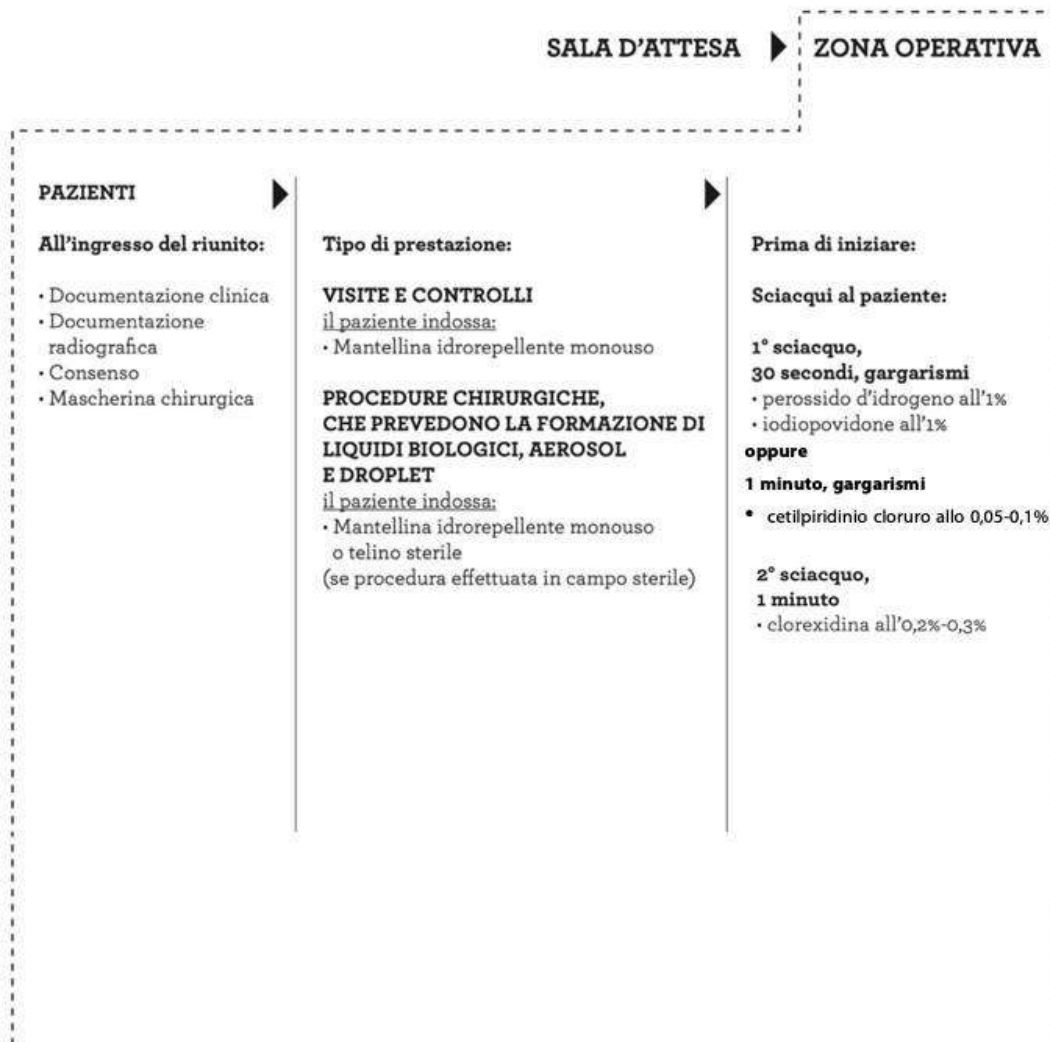 SALA D'ATTESA ZONA OPERATIVA
PAZIENTI
All'ingresso del riunito:
• Documentazione clinica
• Documentazione
radiografica
• Consenso
• Mascherina chirurgica
Tipo di prestazione:
VISITE E CONTROLLI
il paziente indossa:
• Mantellina idrorepellente monouso
PROCEDURE CHIRURGICHE,
CHE PREVEDONO LA FORMAZIONE DI
LIQUIDI BIOLOGICI, AEROSOL
E DROPLET
il paziente indossa:
• Mantellina idrorepellente monouso
o telino sterile
(se procedura effettuata in campo sterile)
Prima di iniziare:
Sciacqui al paziente:
1° sciacquo,
30 secondi, gargarismi
• perossido d'idrogeno all'1%
• iodiopovidone all'1%
oppure
1 minuto, gargarismi
• cetilpiridinio cloruro allo 0,05-0,1%
2° sciacquo,
1 minuto
• clorexidina all'0,2%-0,3%